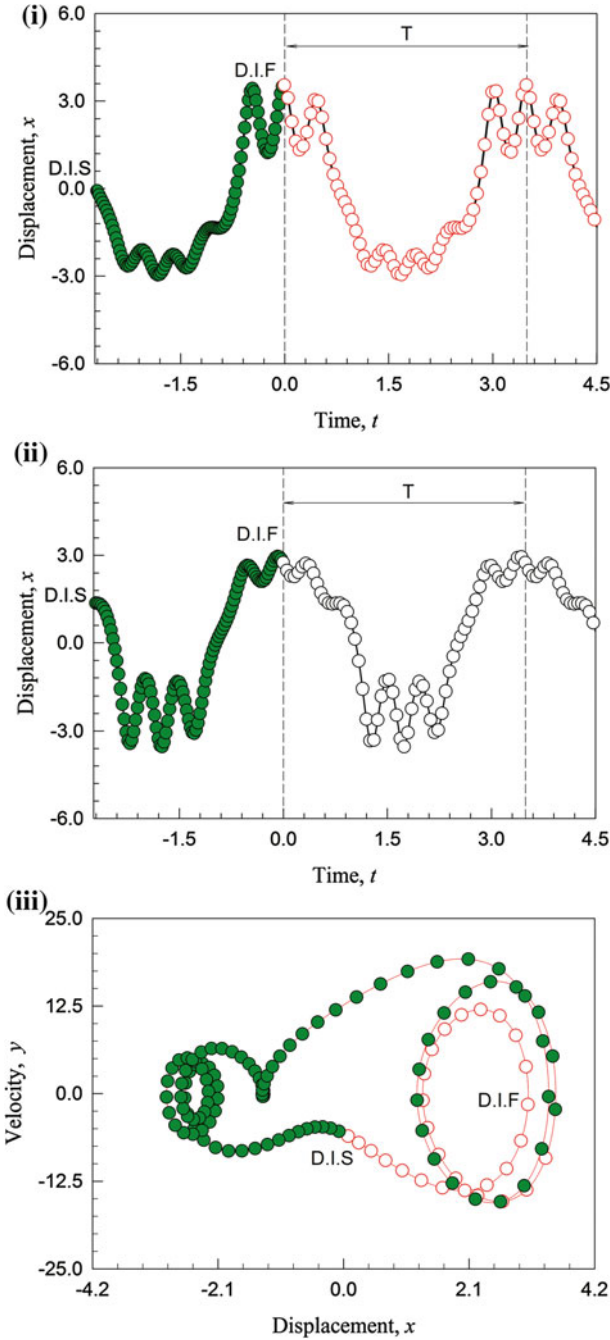 (i)
6.0
3.0
0.0
-3.0
-6.0
Displacement, x
D.I.S
D.I.F
T
-1.5
0.0
1.5
3.0
4.5
Time, t
(ii)
6.0
3.0
0.0
-3.0
-6.0
Displacement, x
D.I.S
D.I.F
T
-1.5
0.0
1.5
3.0
4.5
Time, t
(iii)
25.0
12.5
0.0
-12.5
-25.0
Velocity, y
D.I.F
D.I.S
-4.2
-2.1
0.0
2.1
4.2
Displacement, x